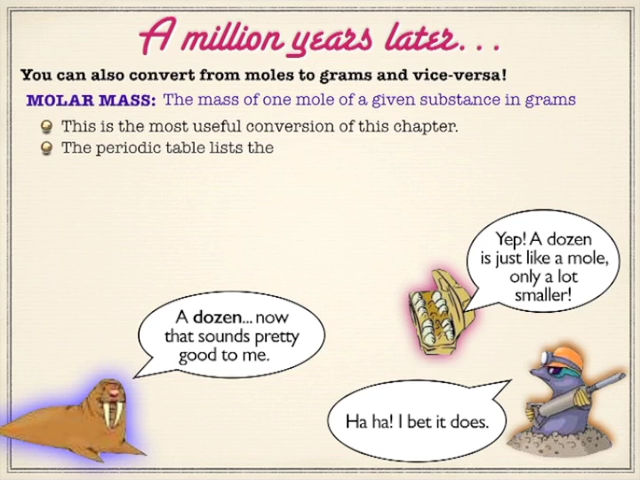 A million years later...
You can also convert from moles to grams and vice-versa!
MOLAR MASS: The mass of one mole of a given substance in grams
This is the most useful conversion of this chapter.
The periodic table lists the
Yep! A dozen
is just like a mole,
only a lot
smaller!
A dozen... now
that sounds pretty
good to me.
Ha ha! I bet it does.